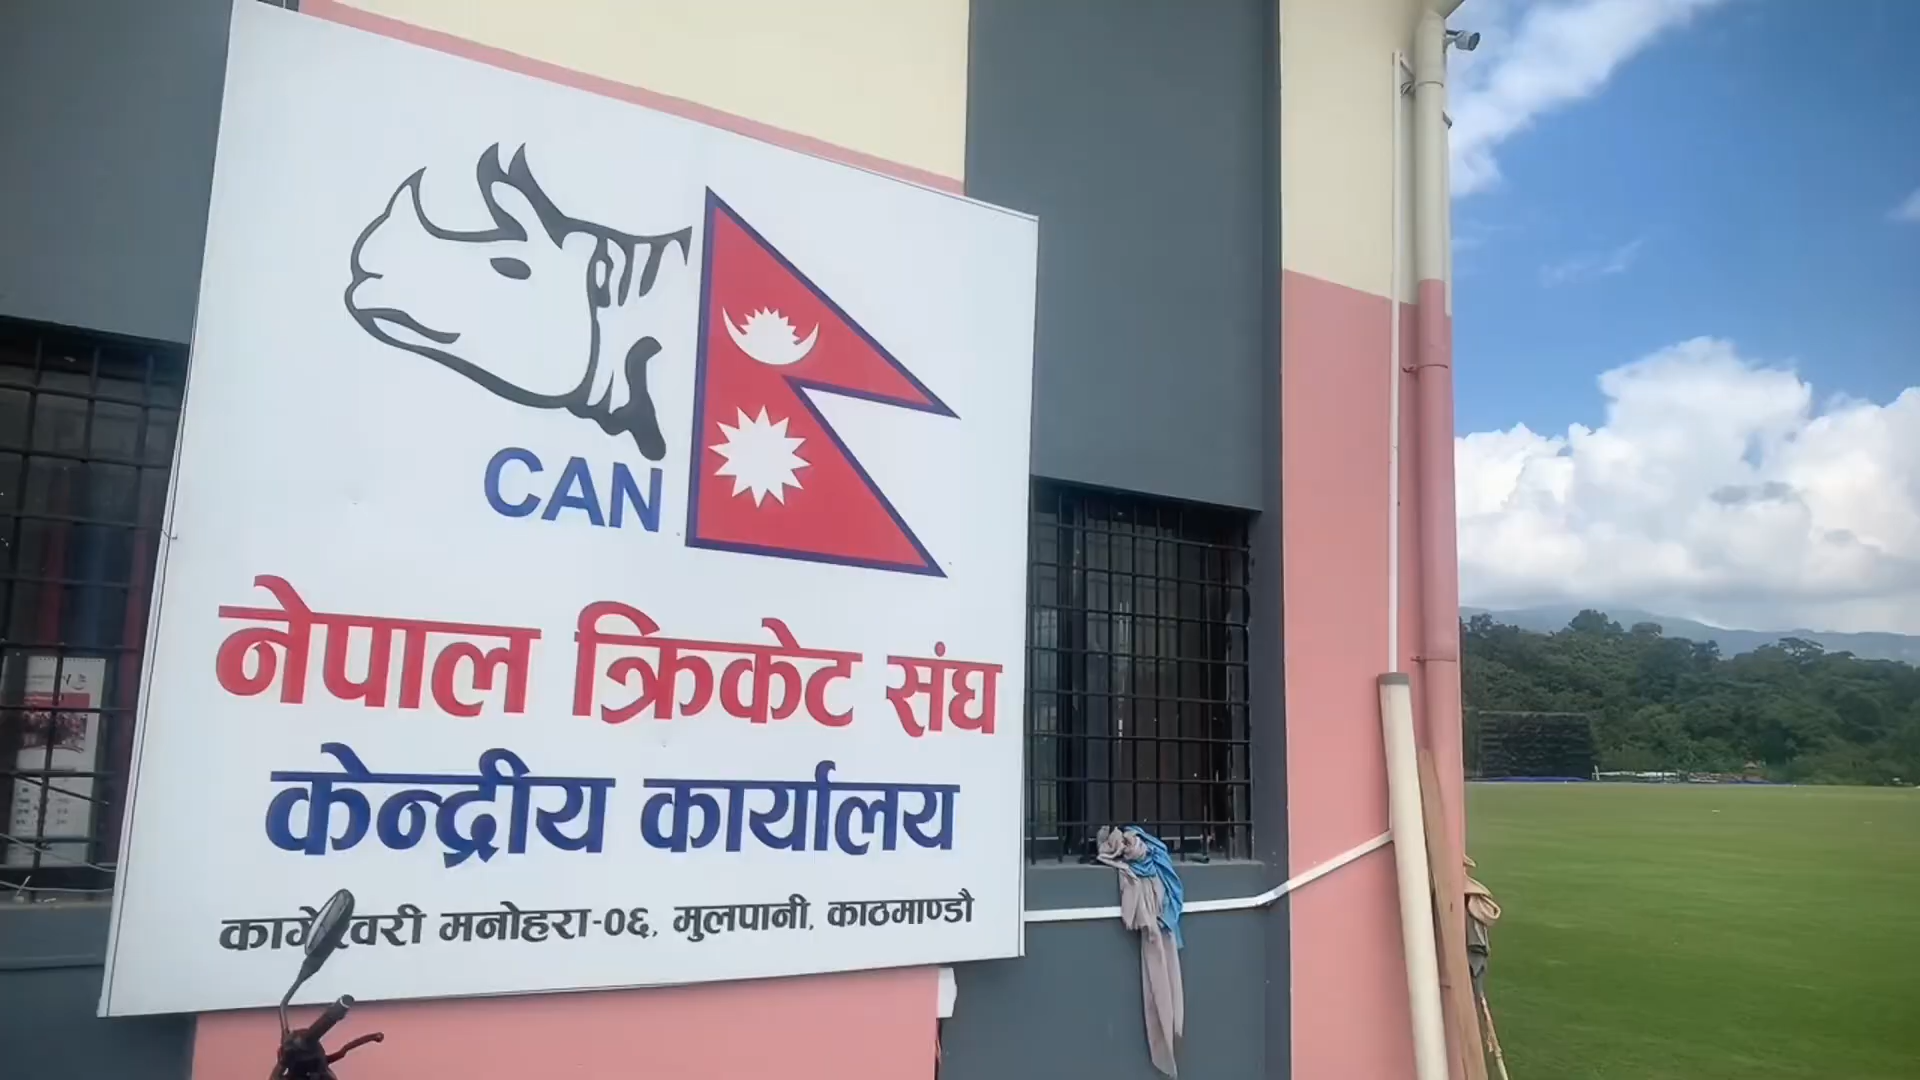 CAN
नेपाल क्रिकेट संघ
केन्द्रीय कार्यालय
मनोहरा-०६, मुलपानी, काठमाण्डौ